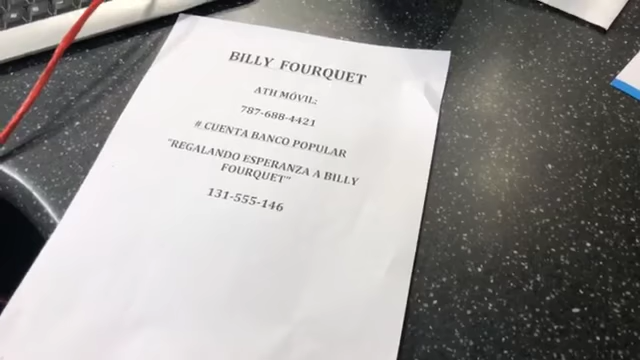 BILLY FOURQUET
ATH MÓVIL:
787-688-4421
# CUENTA BANCO POPULAR
"REGALANDO ESPERANZA A BILLY
FOURQUET"
131-555-146